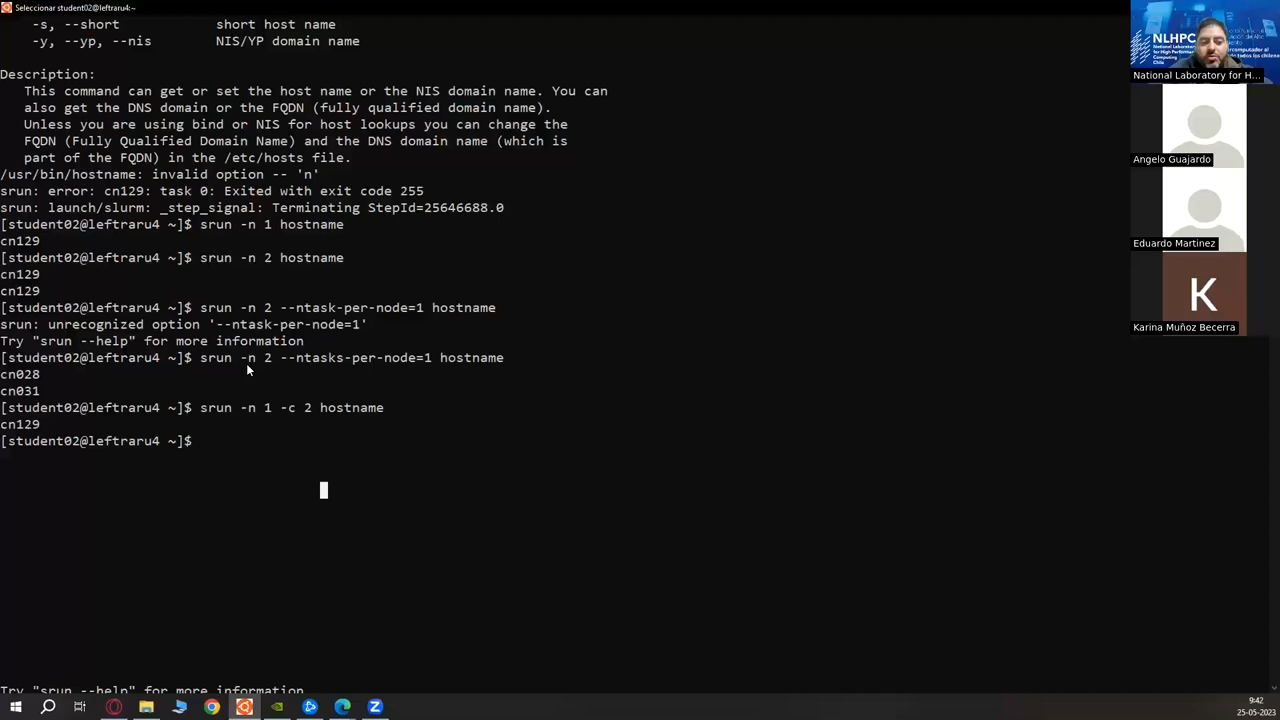 Seleccionar student02@leftraru4:~
-s, --short            short host name
-y, --yp, --nis        NIS/YP domain name
Description:
This command can get or set the host name or the NIS domain name. You can
also get the DNS domain or the FQDN (fully qualified domain name).
Unless you are using bind or NIS for host lookups you can change the
FQDN (Fully Qualified Domain Name) and the DNS domain name (which is
part of the FQDN) in the /etc/hosts file.
/usr/bin/hostname: invalid option -- 'n'
srun: error: cn129: task 0: Exited with exit code 255
srun: launch/slurm: _step_signal: Terminating StepId=25646688.0
[student02@leftraru4 ~]$ srun -n 1 hostname
cn129
[student02@leftraru4 ~]$ srun -n 2 hostname
cn129
cn129
[student02@leftraru4 ~]$ srun -n 2 --ntask-per-node=1 hostname
srun: unrecognized option '--ntask-per-node=1'
Try "srun --help" for more information
[student02@leftraru4 ~]$ srun -n 2 --ntasks-per-node=1 hostname
cn028
cn031
[student02@leftraru4 ~]$ srun -n 1 -c 2 hostname
cn129
[student02@leftraru4 ~]$
Try "srun --help" for more information
NLHPC
National Laboratory
for High Performance
Computing
Chile
National Laboratory for H...
Angelo Guajardo
Eduardo Martinez
K
Karina Muñoz Becerra
9:42
25-05-2023